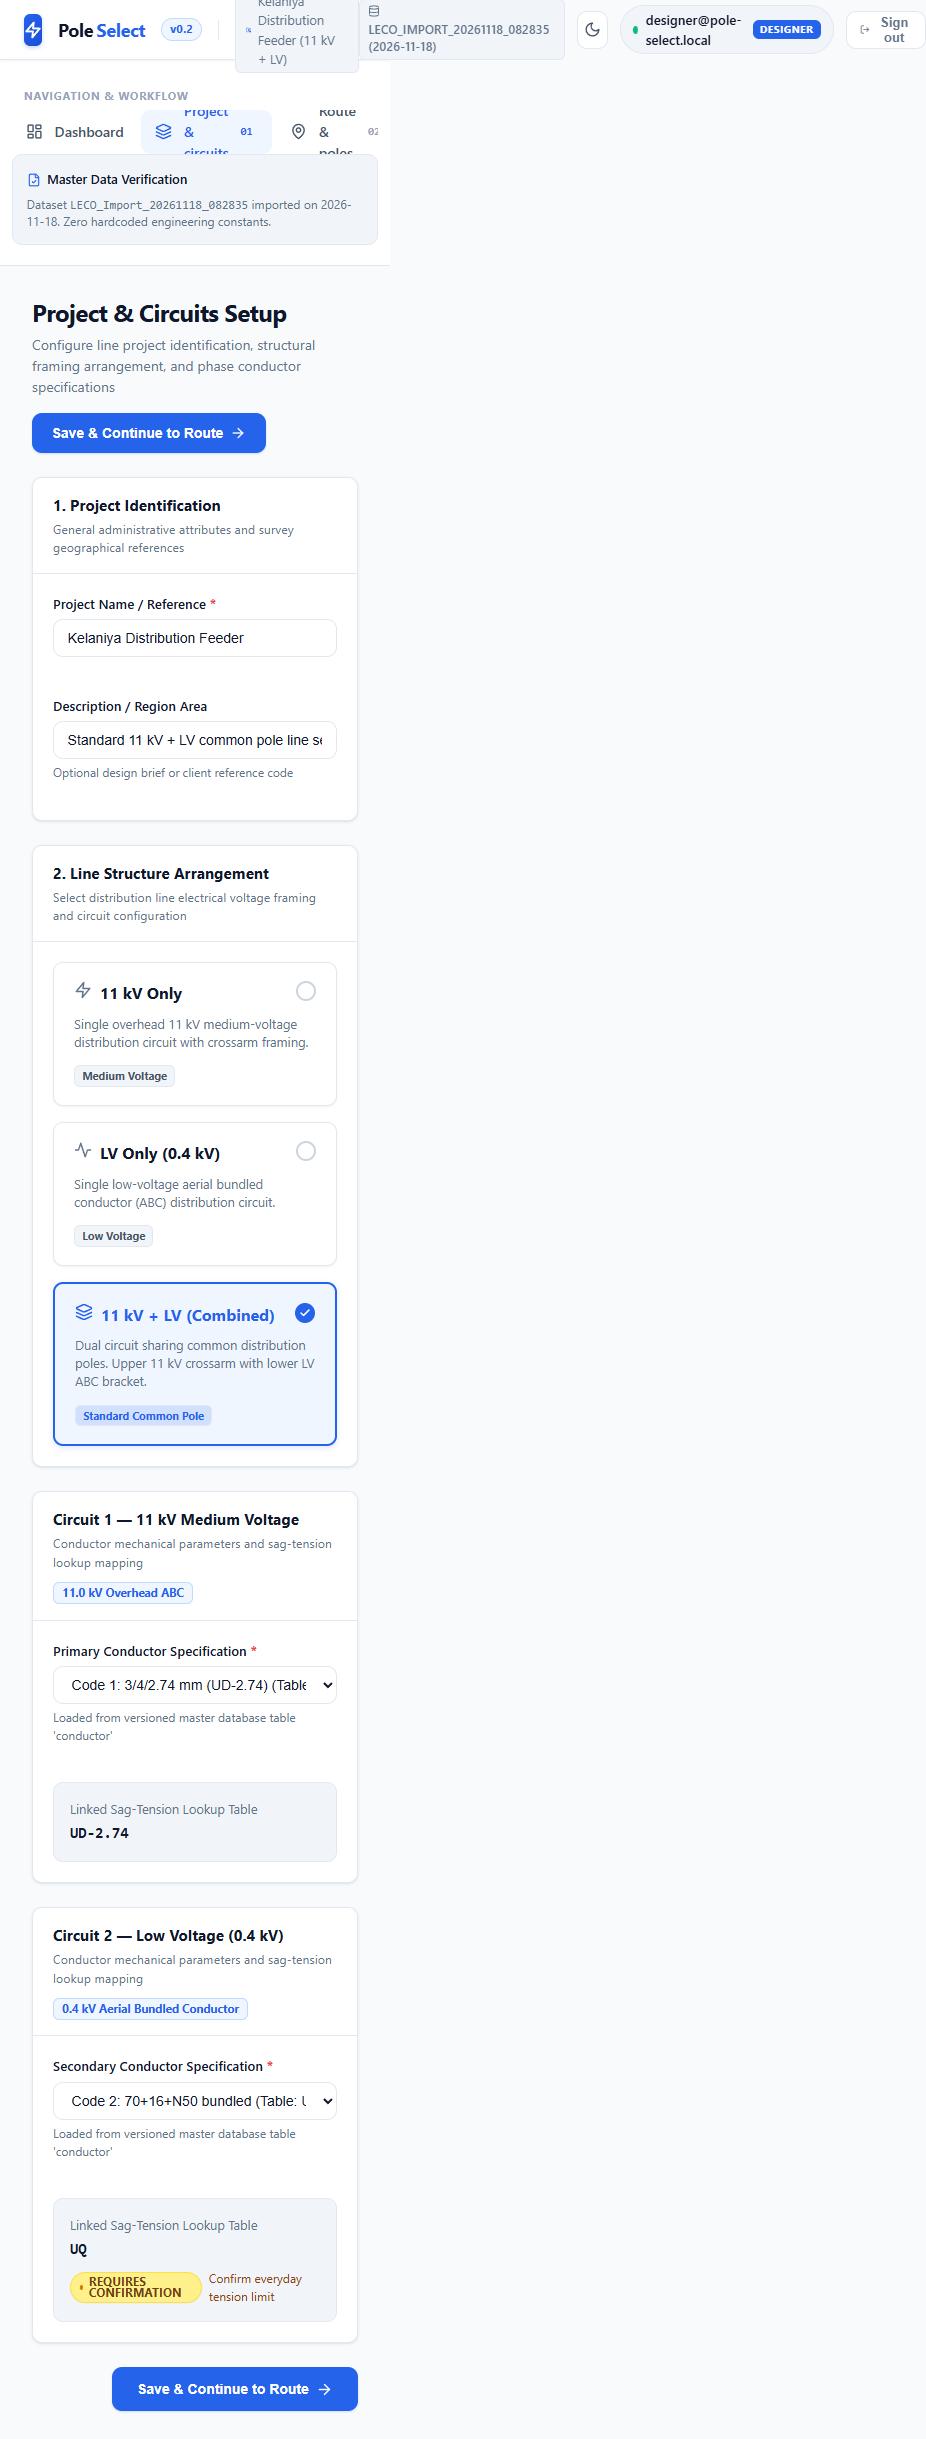 Pole Select
v0.2
Kelaniya
Distribution
Feeder (11 kV
+ LV)
LECO_IMPORT_20261118_082835
(2026-11-18)
designer@pole-
select.local
DESIGNER
Sign
out
NAVIGATION & WORKFLOW
Dashboard
Project
&
circuits
01
Route
&
poles
02
Master Data Verification
Dataset LECO_Import_20261118_082835 imported on 2026-
11-18. Zero hardcoded engineering constants.
Project & Circuits Setup
Configure line project identification, structural
framing arrangement, and phase conductor
specifications
Save & Continue to Route
1. Project Identification
General administrative attributes and survey
geographical references
Project Name / Reference *
Kelaniya Distribution Feeder
Description / Region Area
Standard 11 kV + LV common pole line se
Optional design brief or client reference code
2. Line Structure Arrangement
Select distribution line electrical voltage framing
and circuit configuration
11 kV Only
Single overhead 11 kV medium-voltage
distribution circuit with crossarm framing.
Medium Voltage
LV Only (0.4 kV)
Single low-voltage aerial bundled
conductor (ABC) distribution circuit.
Low Voltage
11 kV + LV (Combined)
Dual circuit sharing common distribution
poles. Upper 11 kV crossarm with lower LV
ABC bracket.
Standard Common Pole
Circuit 1 — 11 kV Medium Voltage
Conductor mechanical parameters and sag-tension
lookup mapping
11.0 kV Overhead ABC
Primary Conductor Specification *
Code 1: 3/4/2.74 mm (UD-2.74) (Table
Loaded from versioned master database table
'conductor'
Linked Sag-Tension Lookup Table
UD-2.74
Circuit 2 — Low Voltage (0.4 kV)
Conductor mechanical parameters and sag-tension
lookup mapping
0.4 kV Aerial Bundled Conductor
Secondary Conductor Specification *
Code 2: 70+16+N50 bundled (Table: U
Loaded from versioned master database table
'conductor'
Linked Sag-Tension Lookup Table
UQ
REQUIRES
CONFIRMATION
Confirm everyday
tension limit
Save & Continue to Route